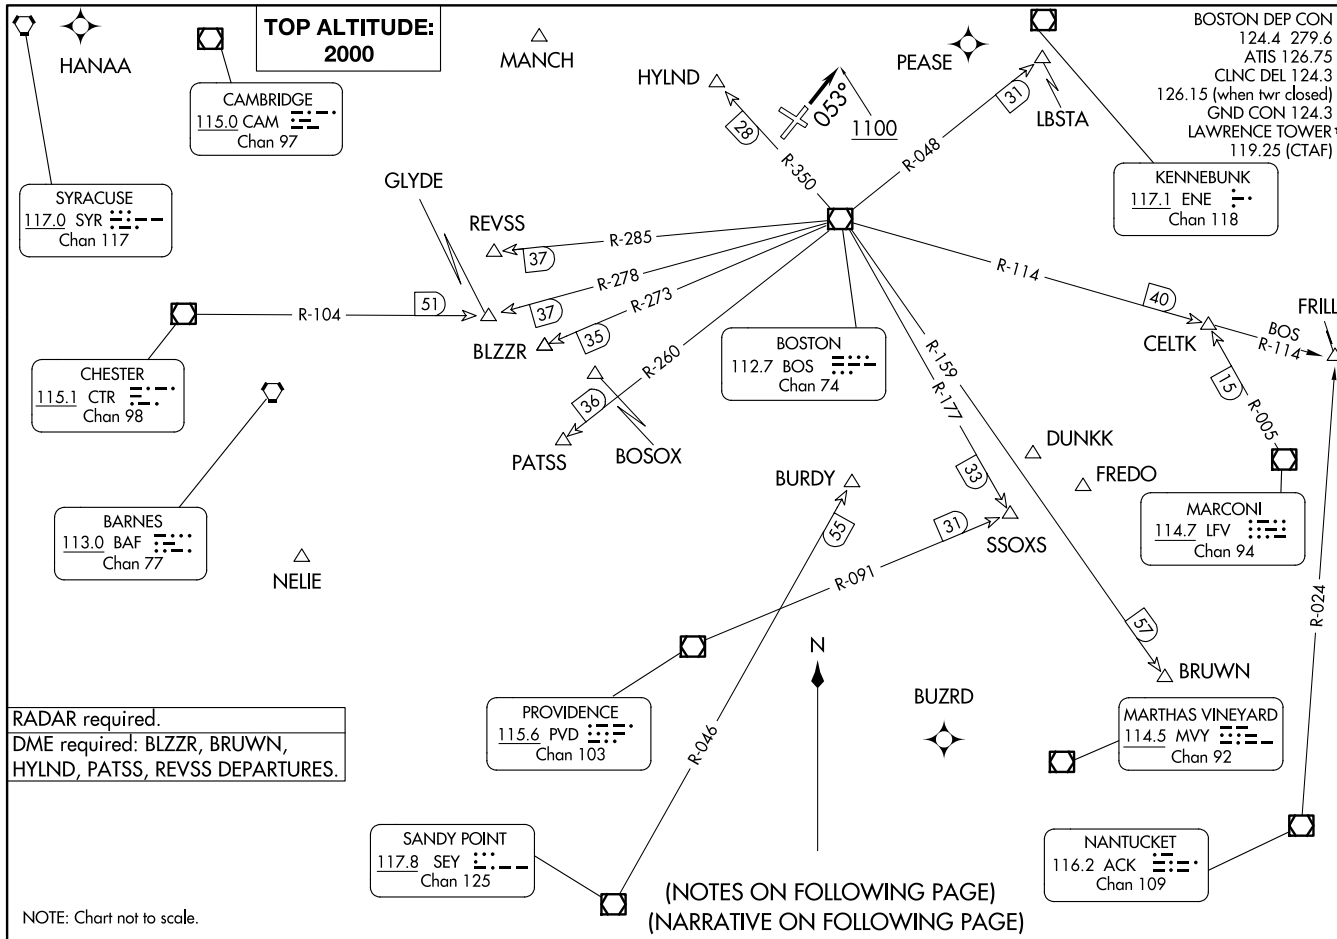 HANAA
TOP ALTITUDE:
2000
MANCH
HYLND
PEASE
LBSTA
053°
1100
BOSTON DEP CON
124.4 279.6
ATIS 126.75
CLNC DEL 124.3
126.15 (when twr closed)
GND CON 124.3
LAWRENCE TOWER*
119.25 (CTAF)
CAMBRIDGE
115.0 CAM
Chan 97
SYRACUSE
117.0 SYR
Chan 117
KENNEBUNK
117.1 ENE
Chan 118
GLYDE
REVSS
28
R-350
R-048
31
R-285
37
R-278
37
R-273
35
R-260
36
R-104
51
BLZZR
PATSS
BOSOX
CHESTER
115.1 CTR
Chan 98
BOSTON
112.7 BOS
Chan 74
R-114
40
CELTK
BOS
R-114
FRILL
R-159
R-177
33
57
15
R-005
DUNKK
FREDO
BURDY
SSOXS
BARNES
113.0 BAF
Chan 77
NELIE
MARCONI
114.7 LFV
Chan 94
55
31
R-091
R-046
R-024
N
BRUWN
BUZRD
PROVIDENCE
115.6 PVD
Chan 103
MARTHAS VINEYARD
114.5 MVY
Chan 92
RADAR required.
DME required: BLZZR, BRUWN,
HYLND, PATSS, REVSS DEPARTURES.
SANDY POINT
117.8 SEY
Chan 125
NANTUCKET
116.2 ACK
Chan 109
(NOTES ON FOLLOWING PAGE)
(NARRATIVE ON FOLLOWING PAGE)
NOTE: Chart not to scale.